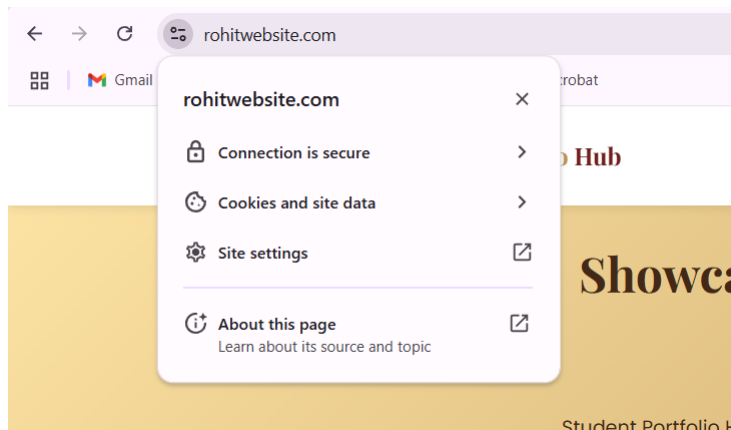 rohitwebsite.com
Gmail
robat
rohitwebsite.com
Connection is secure
Cookies and site data
Site settings
About this page
Learn about its source and topic
Hub
Showca
Student Portfolio H